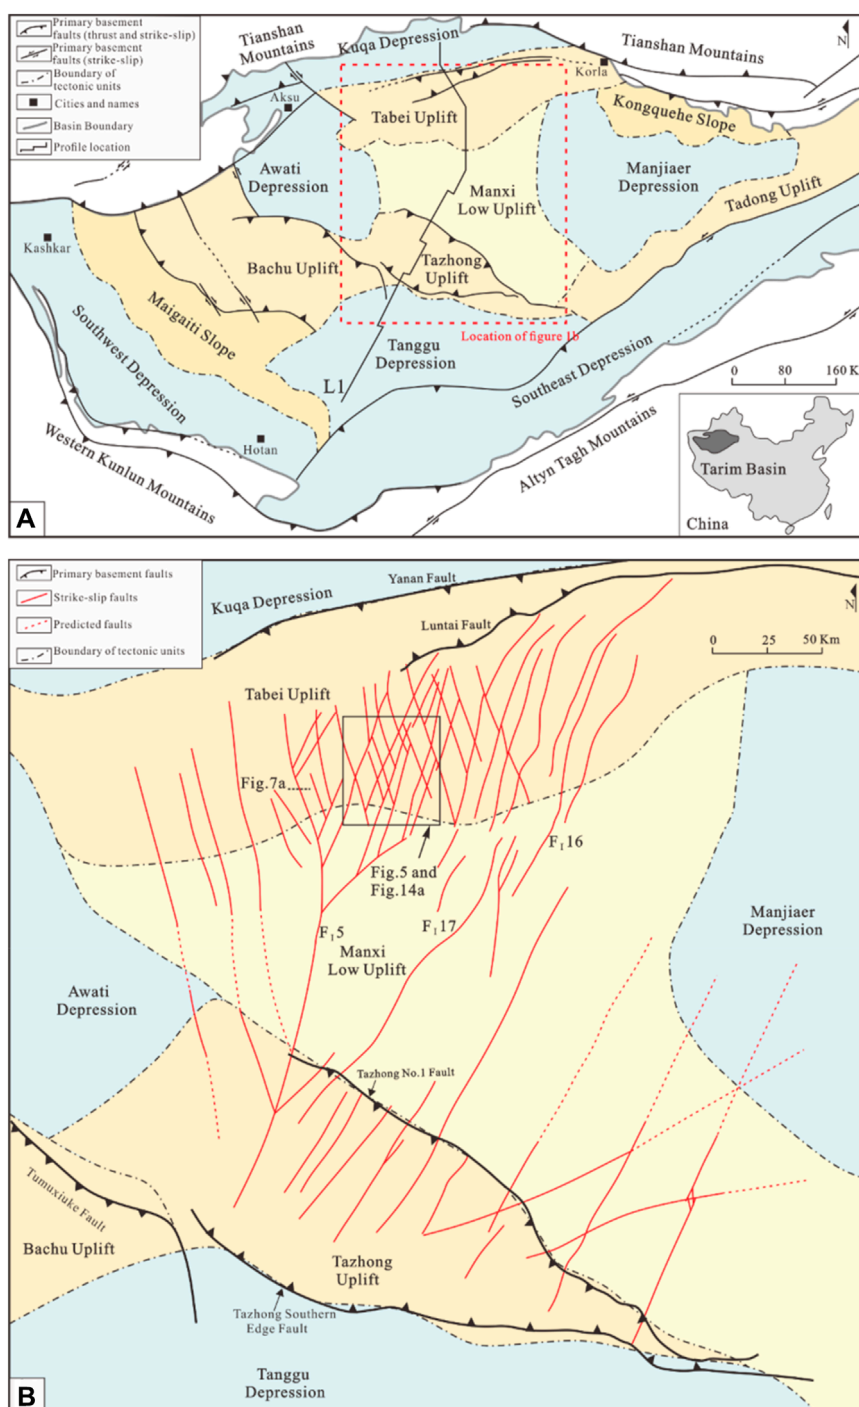 Primary basement
faults (thrust and strike-slip)
Primary basement
faults (strike-slip)
Boundary of
tectonic units
Cities and names
Basin Boundary
Profile location
Tianshan
Mountains
Kuqa Depression
Tianshan Mountains
N
Korla
Aksu
Tabei Uplift
Kongquehe Slope
Awati
Depression
Manxi
Low Uplift
Manjiaer
Depression
Tadong Uplift
Kashkar
Bachu Uplift
Tazhong
Uplift
Maigaiti Slope
Southwest Depression
Location of figure 1b
Tanggu
Depression
Southeast Depression
L1
0 80 160 K
Hotan
Western Kunlun Mountains
Altyn Tagh Mountains
Tarim Basin
China
A
Primary basement faults
Strike-slip faults
Predicted faults
Boundary of tectonic units
Yanan Fault
Kuqa Depression
Luntai Fault
N
0 25 50 Km
Tabei Uplift
Fig.7a
FI16
Fig.5 and
Fig.14a
FI5
FI17
Manxi
Low Uplift
Manjiaer
Depression
Awati
Depression
Tazhong No.1 Fault
Tumuxiuke Fault
Bachu Uplift
Tazhong
Uplift
Tazhong Southern
Edge Fault
Tanggu
Depression
B